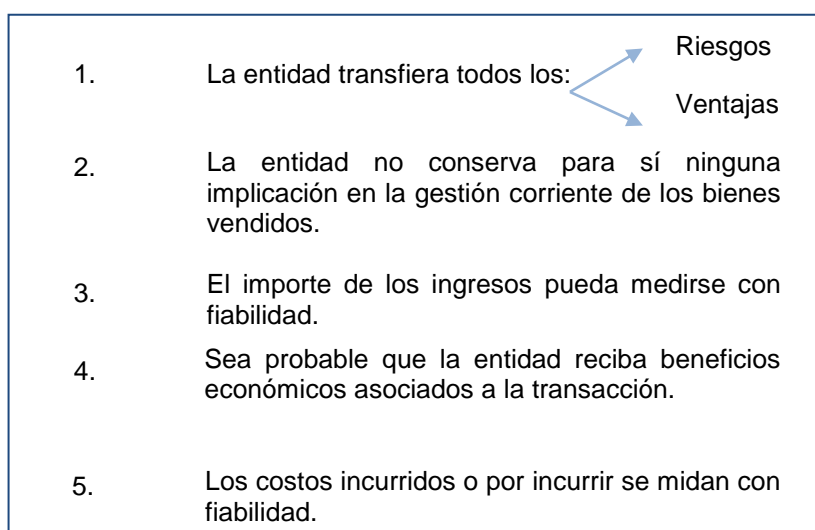 Riesgos
1. La entidad transfiera todos los:
Ventajas
2. La entidad no conserva para sí ninguna
implicación en la gestión corriente de los bienes
vendidos.
3. El importe de los ingresos pueda medirse con
fiabilidad.
4. Sea probable que la entidad reciba beneficios
económicos asociados a la transacción.
5. Los costos incurridos o por incurrir se midan con
fiabilidad.